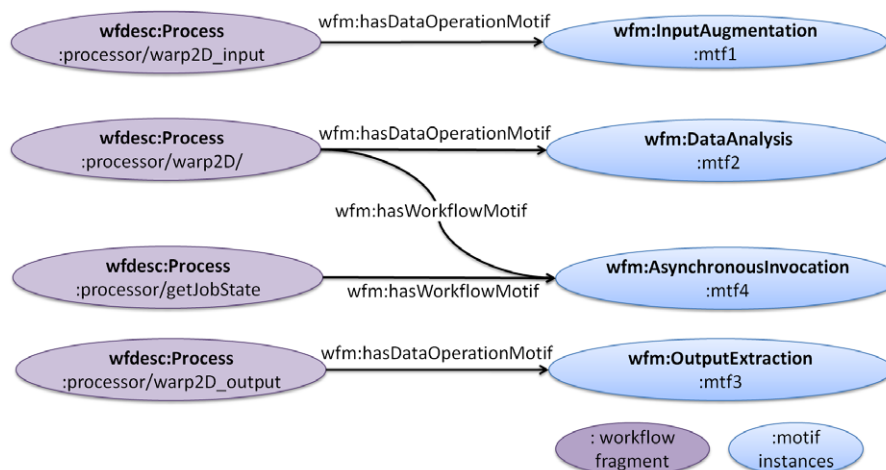 wfdesc:Process
:processor/warp2D_input
wfm:hasDataOperationMotif
wfm:InputAugmentation
:mtf1
wfdesc:Process
:processor/warp2D/
wfm:hasDataOperationMotif
wfm:DataAnalysis
:mtf2
wfm:hasWorkflowMotif
wfdesc:Process
:processor/getJobState
wfm:hasWorkflowMotif
wfm:AsynchronousInvocation
:mtf4
wfdesc:Process
:processor/warp2D_output
wfm:hasDataOperationMotif
wfm:OutputExtraction
:mtf3
: workflow
fragment
:motif
instances